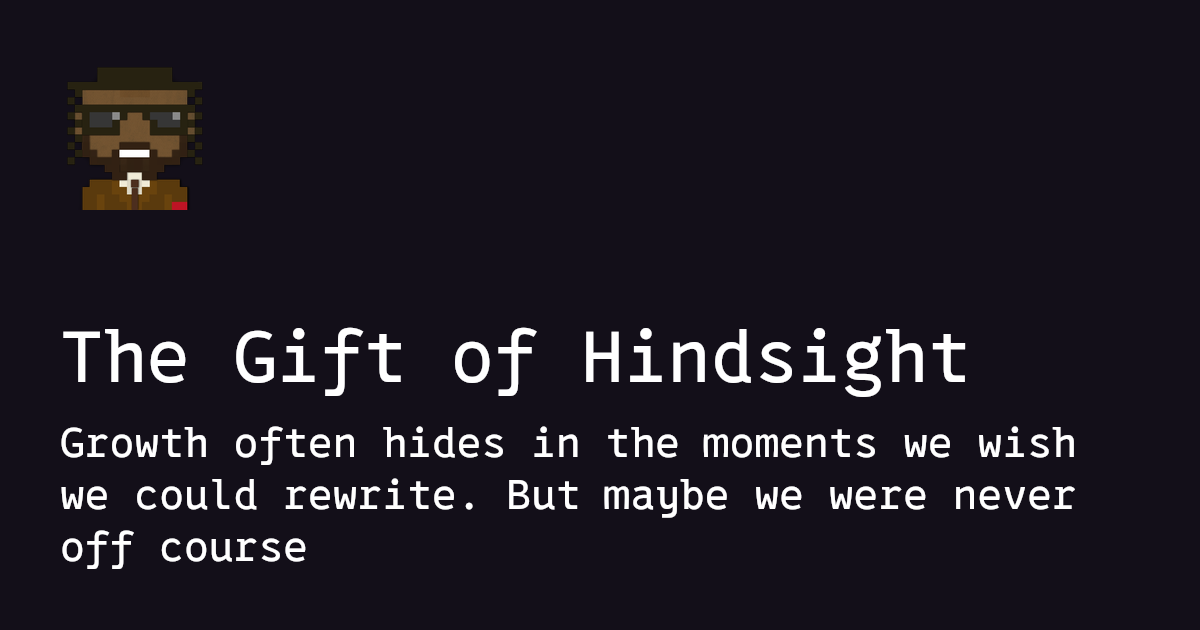 The Gift of Hindsight
Growth often hides in the moments we wish
we could rewrite. But maybe we were never
off course